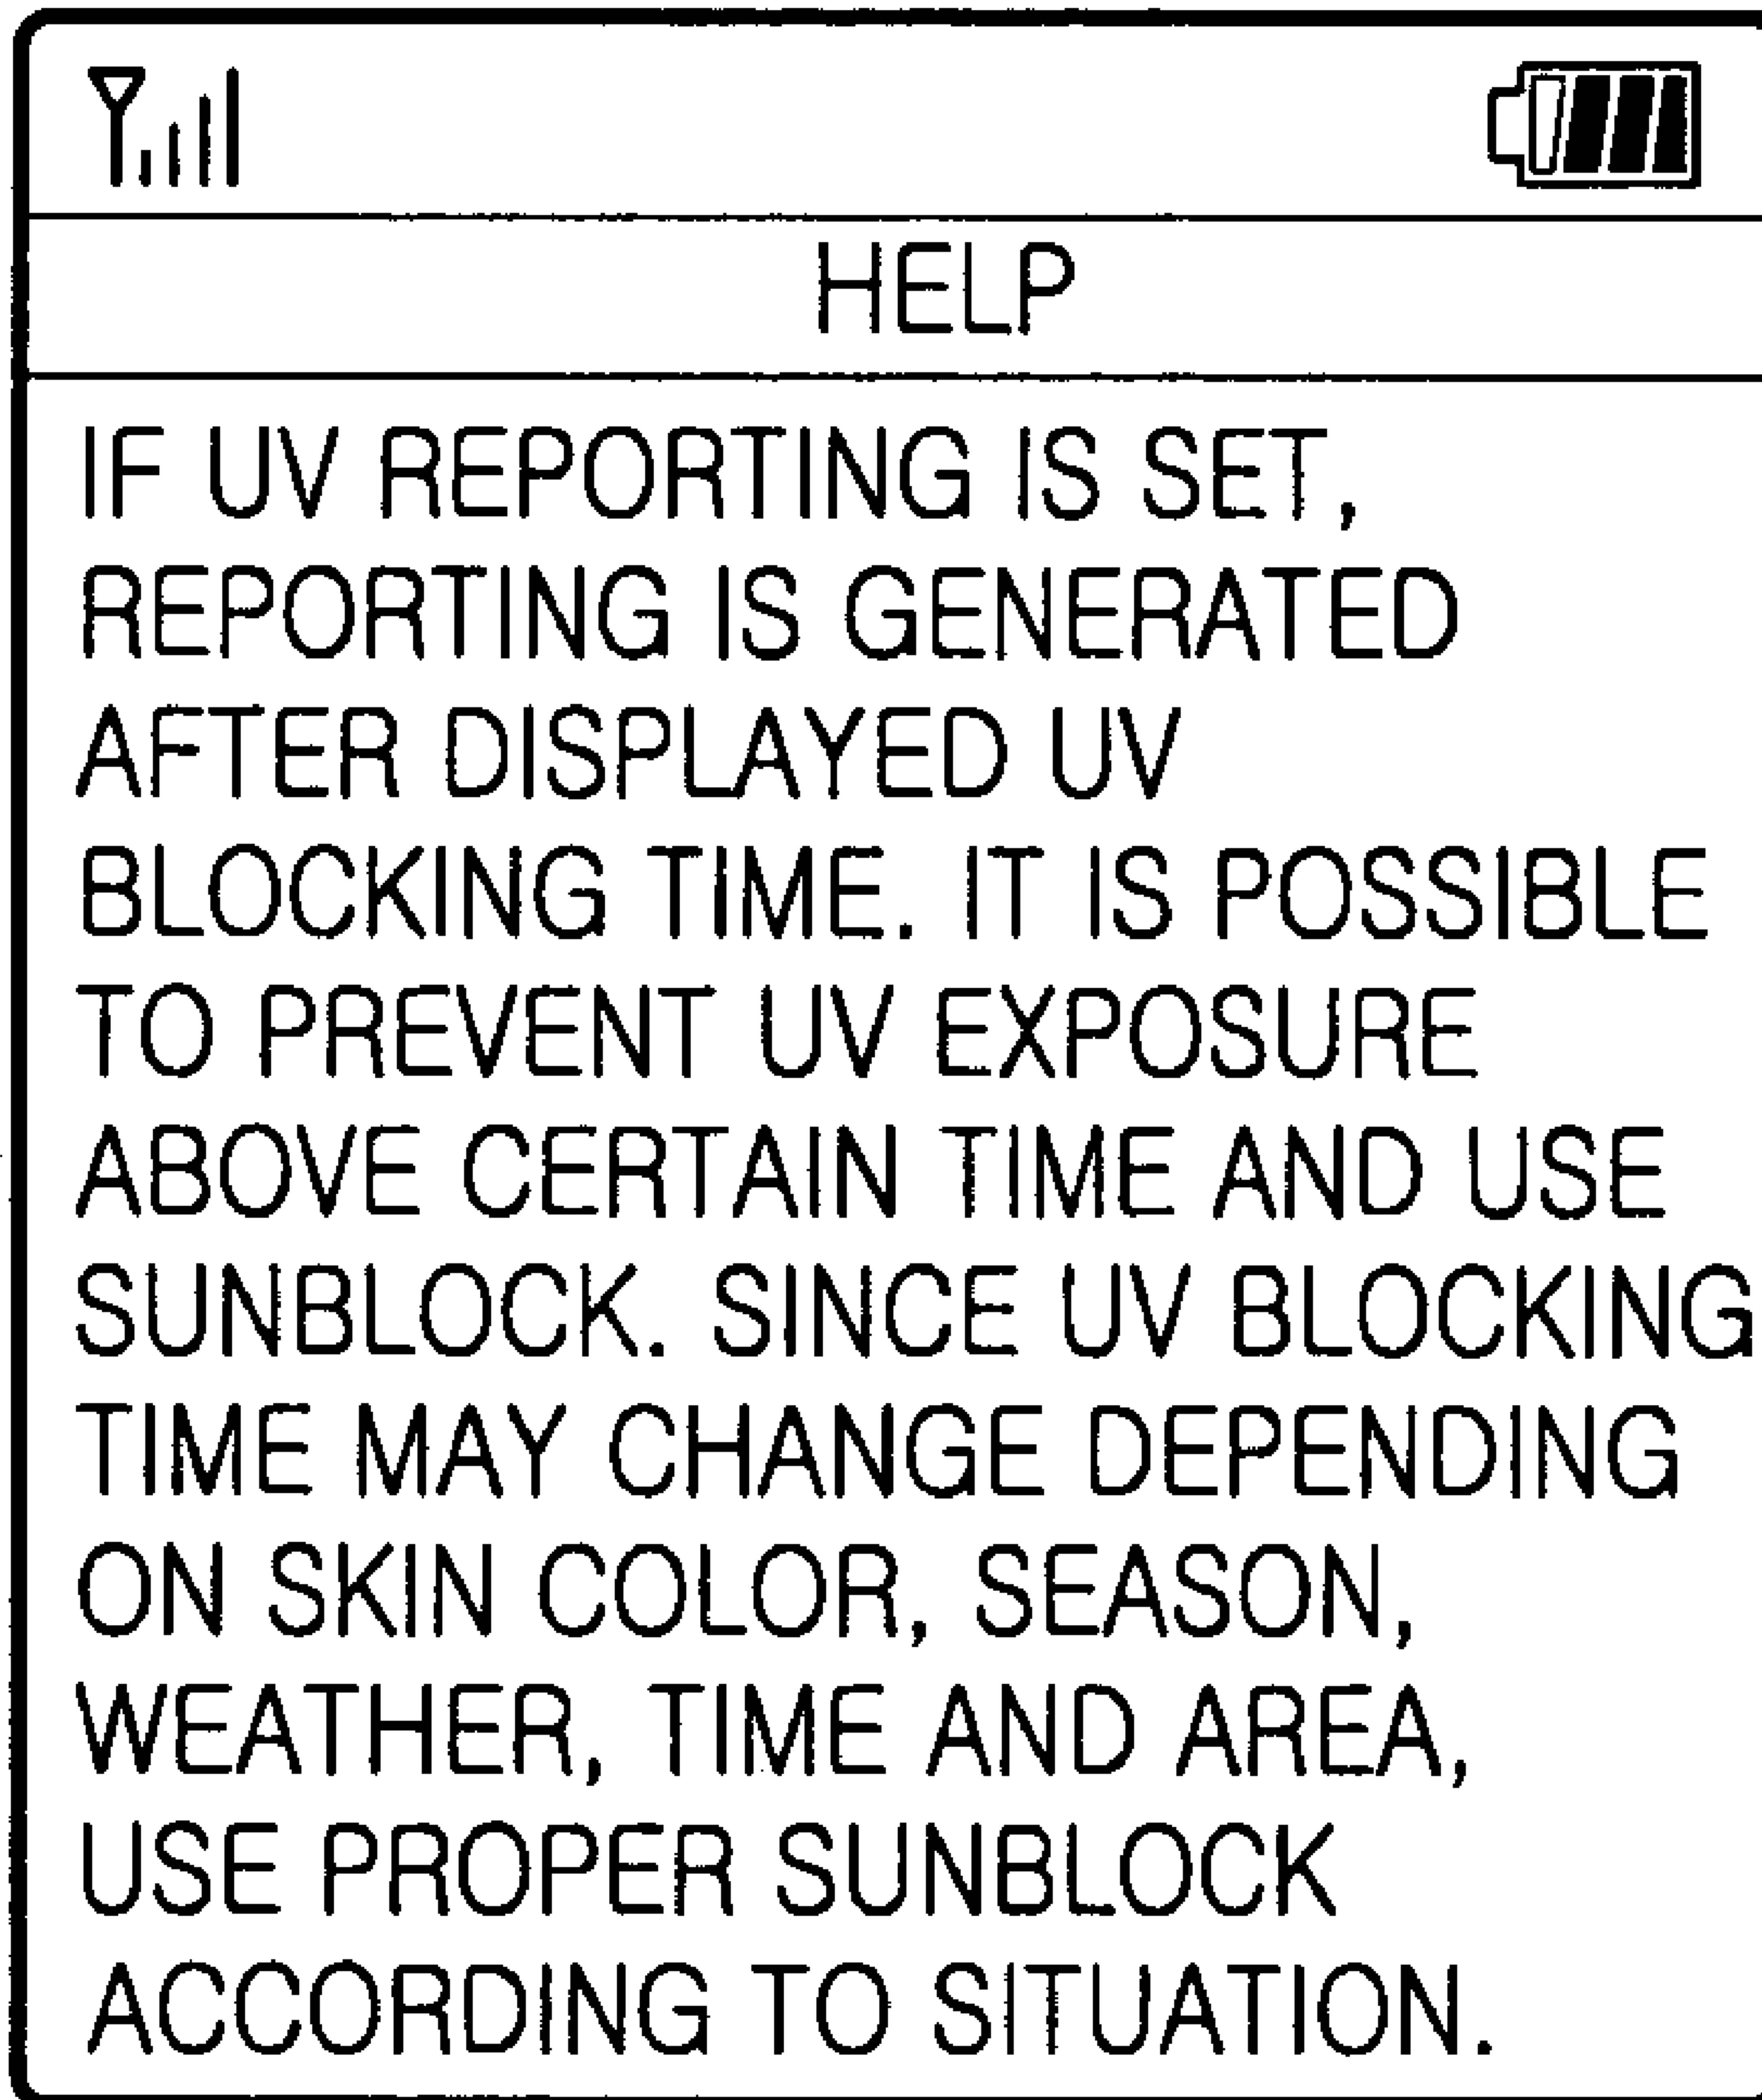 HELP
IF UV REPORTING IS SET,
REPORTING IS GENERATED
AFTER DISPLAYED UV
BLOCKING TIME. IT IS POSSIBLE
TO PREVENT UV EXPOSURE
ABOVE CERTAIN TIME AND USE
SUNBLOCK. SINCE UV BLOCKING
TIME MAY CHANGE DEPENDING
ON SKIN COLOR, SEASON,
WEATHER, TIME AND AREA,
USE PROPER SUNBLOCK
ACCORDING TO SITUATION.